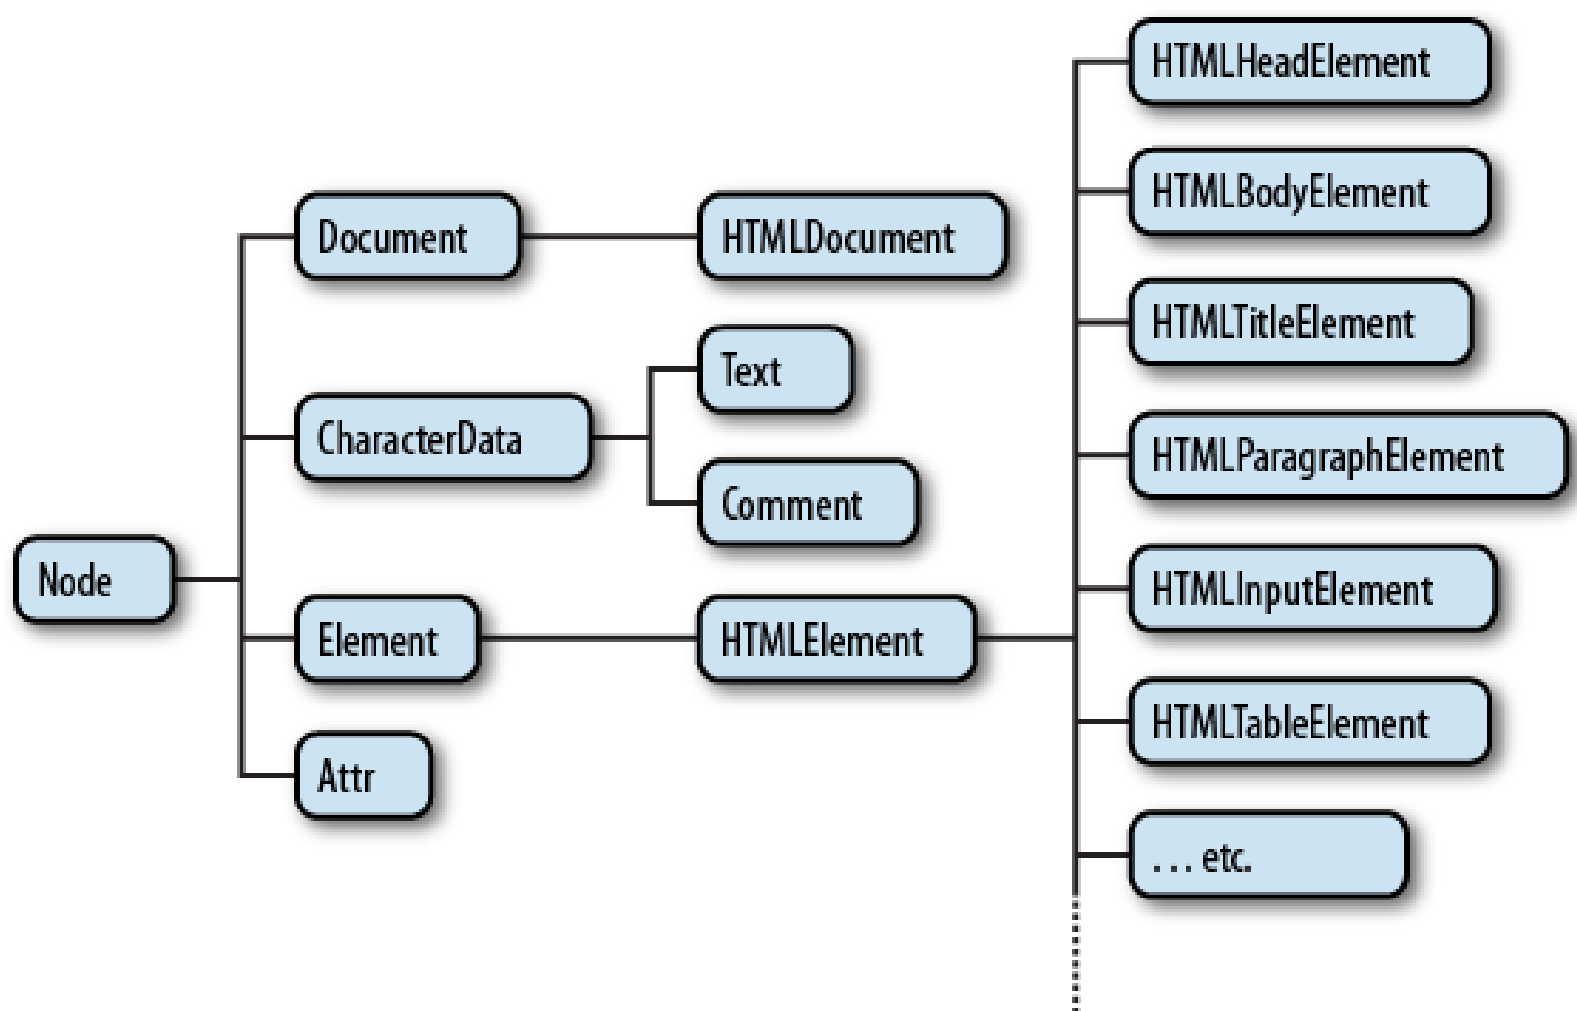 Node
Document
CharacterData
Element
Attr
HTMLDocument
Text
Comment
HTMLElement
HTMLHeadElement
HTMLBodyElement
HTMLTitleElement
HTMLParagraphElement
HTMLInputElement
HTMLTableElement
. . . etc.